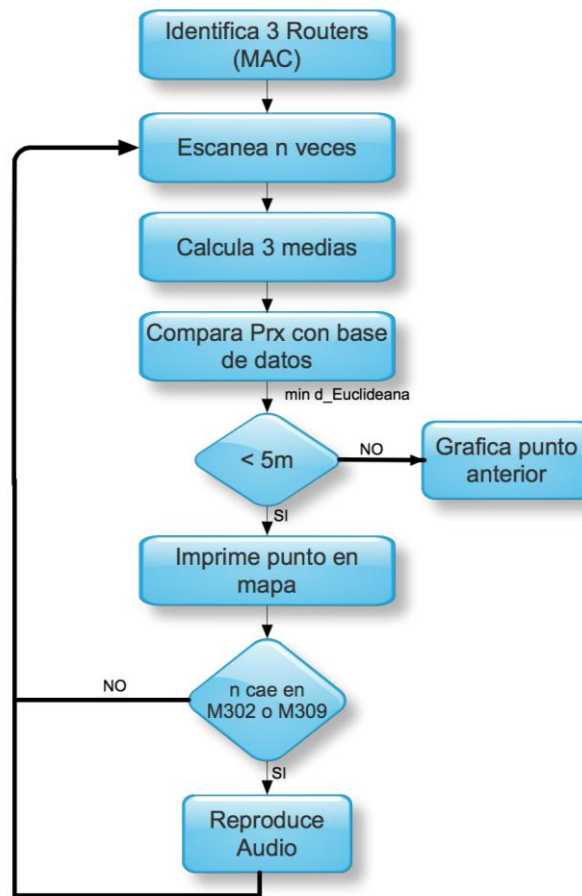 Identifica 3 Routers
(MAC)
Escanea n veces
Calcula 3 medias
Compara Prx con base
de datos
min d_Euclideana
< 5m
NO
Grafica punto
anterior
SI
Imprime punto en
mapa
NO
n cae en
M302 o M309
SI
Reproduce
Audio